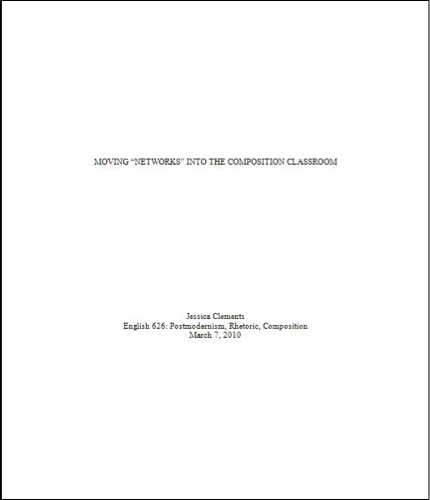 MOVING “NETWORKS” INTO THE COMPOSITION CLASSROOM
Jessica Clements
English 626: Postmodernism, Rhetoric, Composition
March 7, 2010